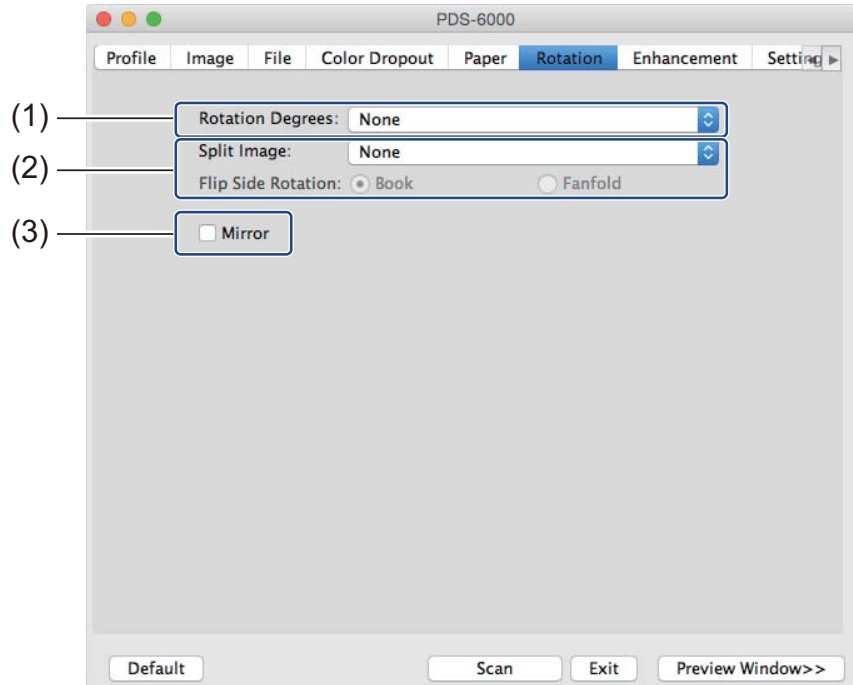 PDS-6000
Profile Image File Color Dropout Paper Rotation Enhancement Setting
(1) Rotation Degrees: None
(2) Split Image: None
Flip Side Rotation: Book Fanfold
(3) Mirror
Default Scan Exit Preview Window>>